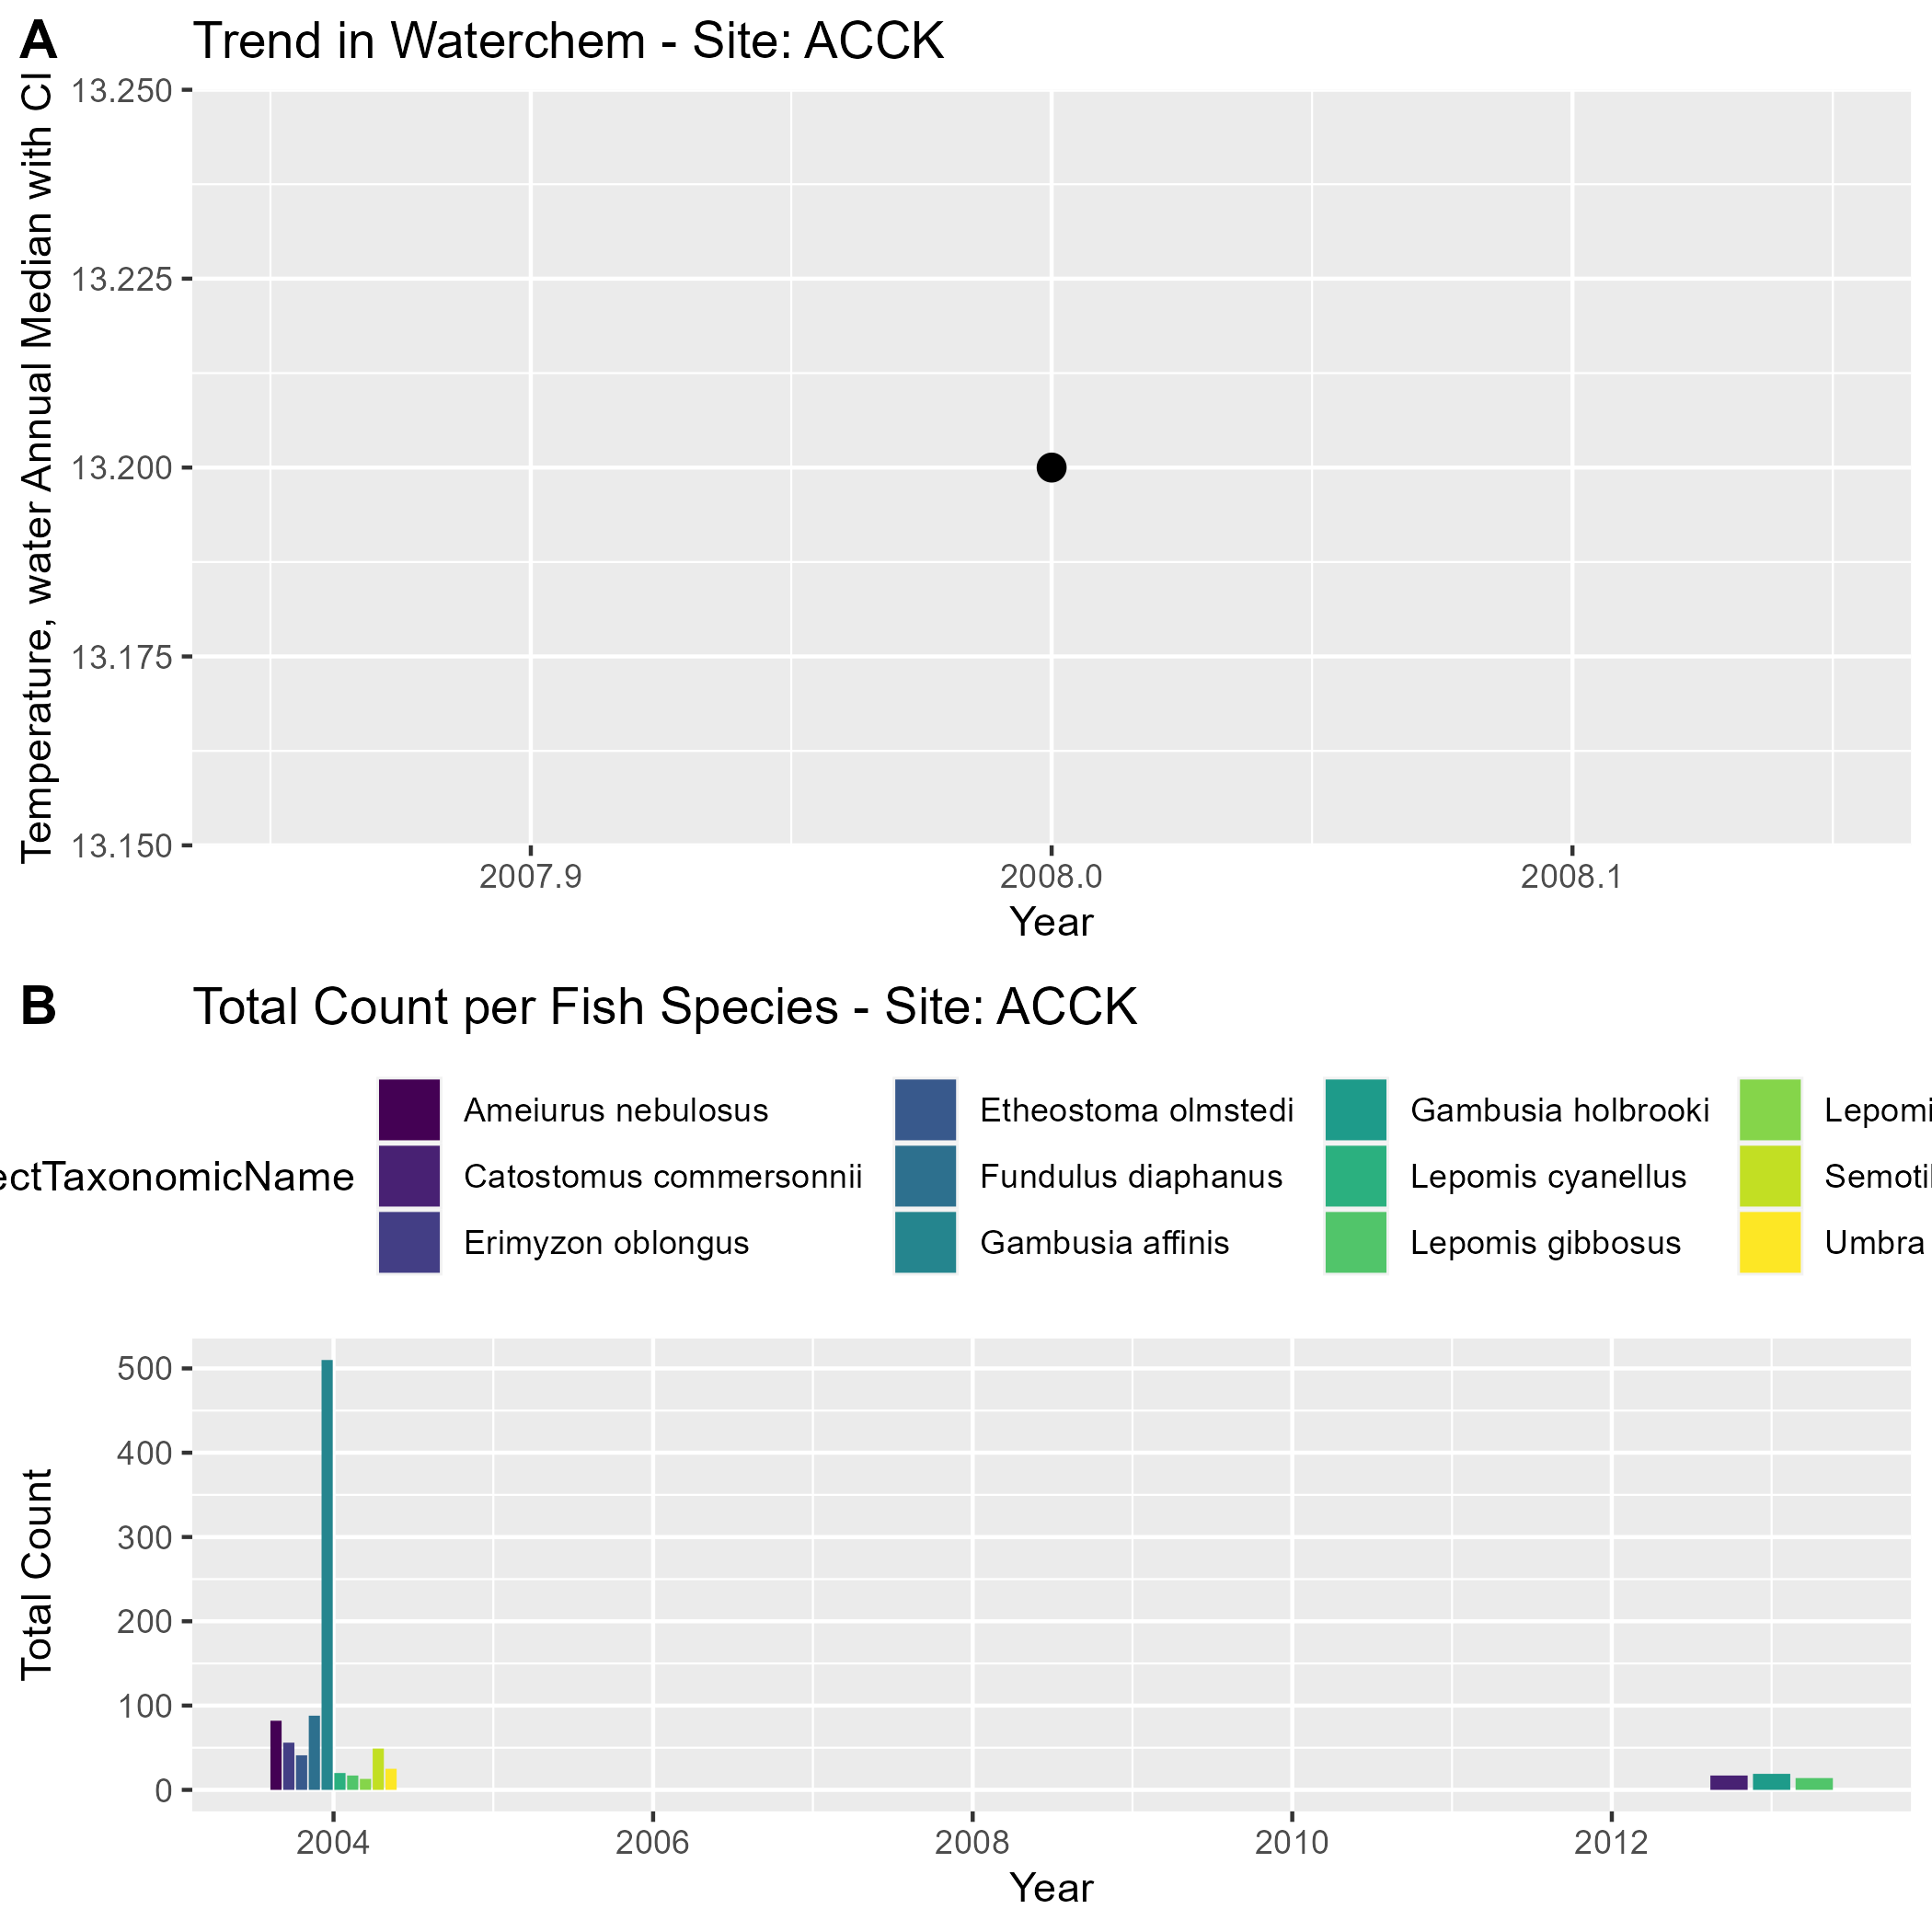 A
Trend in Waterchem - Site: ACCK
Temperature, water Annual Median with CI
13.250
13.225
13.200
13.175
13.150
2007.9 2008.0 2008.1
Year
B
Total Count per Fish Species - Site: ACCK
ectTaxonomicName
Ameiurus nebulosus
Catostomus commersonnii
Erimyzon oblongus
Etheostoma olmstedi
Fundulus diaphanus
Gambusia affinis
Gambusia holbrooki
Lepomis cyanellus
Lepomis gibbosus
Lepomi
Semotil
Umbra
Total Count
500
400
300
200
100
0
2004 2006 2008 2010 2012
Year